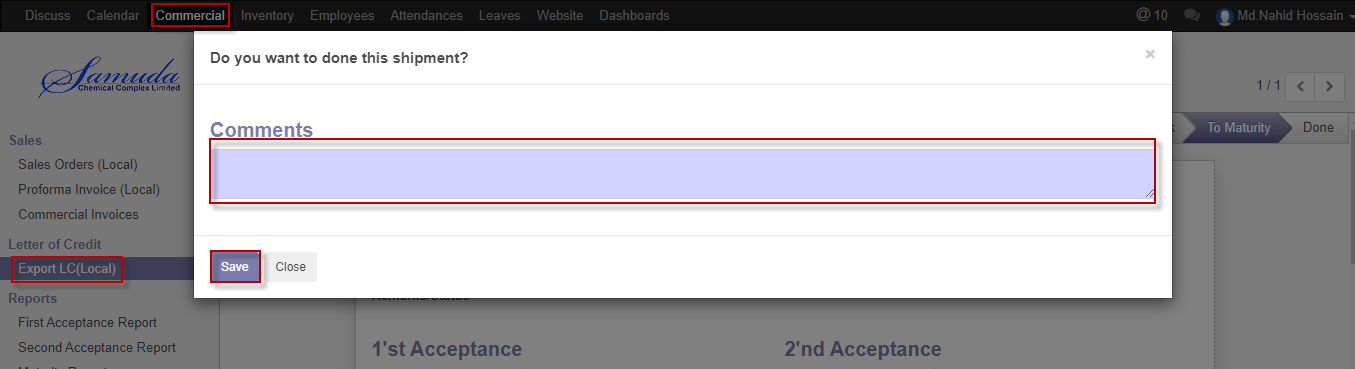 Discuss Calendar Commercial Inventory Employees Attendances Leaves Website Dashboards @ 10 Md.Nahid Hossain
Do you want to done this shipment? ×
Samuda
Chemical Complex Limited
1 / 1
Comments
To Maturity Done
Sales
Sales Orders (Local)
Proforma Invoice (Local)
Commercial Invoices
Letter of Credit
Export LC(Local)
Save Close
Reports
First Acceptance Report
1'st Acceptance 2'nd Acceptance
Second Acceptance Report